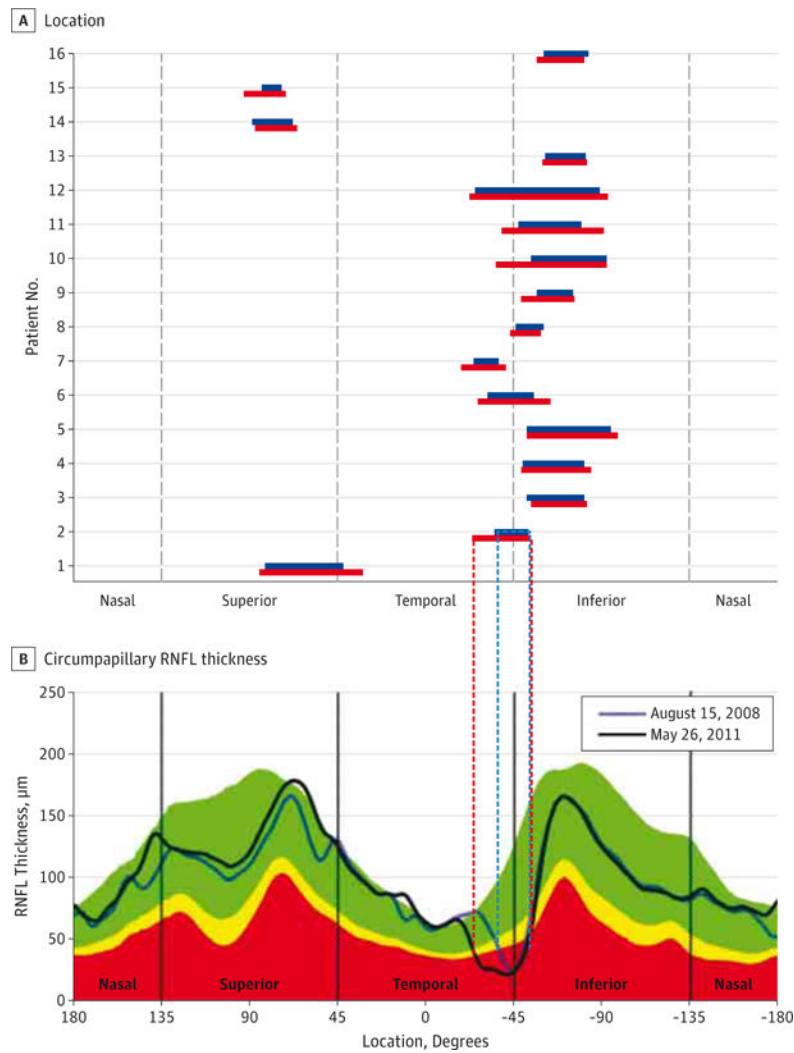 A Location
16
15
14
13
12
11
10
9
8
7
6
5
4
3
2
1
Patient No.
Nasal Superior Temporal Inferior Nasal
B Circumpapillary RNFL thickness
250
200
150
100
50
0
RNFL Thickness, µm
August 15, 2008
May 26, 2011
Nasal Superior Temporal Inferior Nasal
180 135 90 45 0 -45 -90 -135 -180
Location, Degrees